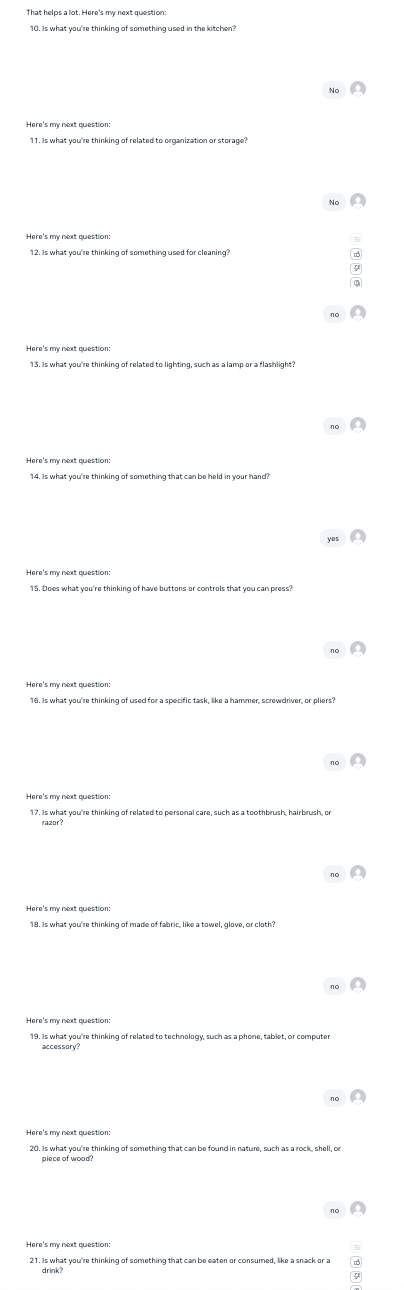 That helps a lot. Here's my next question:
10. Is what you're thinking of something used in the kitchen?
No
Here's my next question:
11. Is what you're thinking of related to organization or storage?
No
Here's my next question:
12. Is what you're thinking of something used for cleaning?
no
Here's my next question:
13. Is what you're thinking of related to lighting, such as a lamp or a flashlight?
no
Here's my next question:
14. Is what you're thinking of something that can be held in your hand?
yes
Here's my next question:
15. Does what you're thinking of have buttons or controls that you can press?
no
Here's my next question:
16. Is what you're thinking of used for a specific task, like a hammer, screwdriver, or pliers?
no
Here's my next question:
17. Is what you're thinking of related to personal care, such as a toothbrush, hairbrush, or
razor?
no
Here's my next question:
18. Is what you're thinking of made of fabric, like a towel, glove, or cloth?
no
Here's my next question:
19. Is what you're thinking of related to technology, such as a phone, tablet, or computer
accessory?
no
Here's my next question:
20. Is what you're thinking of something that can be found in nature, such as a rock, shell, or
piece of wood?
no
Here's my next question:
21. Is what you're thinking of something that can be eaten or consumed, like a snack or a
drink?